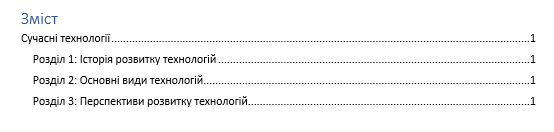 Зміст
Сучасні технології.....................................................................................................................1
Розділ 1: Історія розвитку технологій.....................................................................................1
Розділ 2: Основні види технологій.........................................................................................1
Розділ 3: Перспективи розвитку технологій...........................................................................1